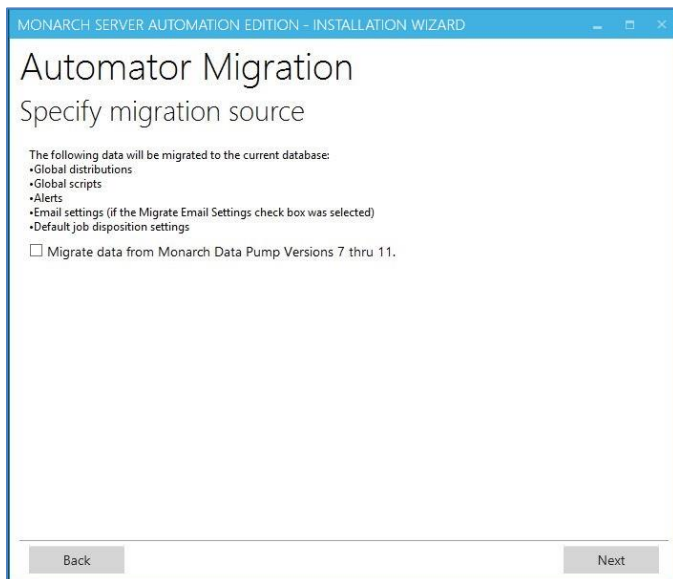 MONARCH SERVER AUTOMATION EDITION - INSTALLATION WIZARD
Automator Migration
Specify migration source
The following data will be migrated to the current database:
•Global distributions
•Global scripts
•Alerts
•Email settings (if the Migrate Email Settings check box was selected)
•Default job disposition settings
Migrate data from Monarch Data Pump Versions 7 thru 11.
Back
Next